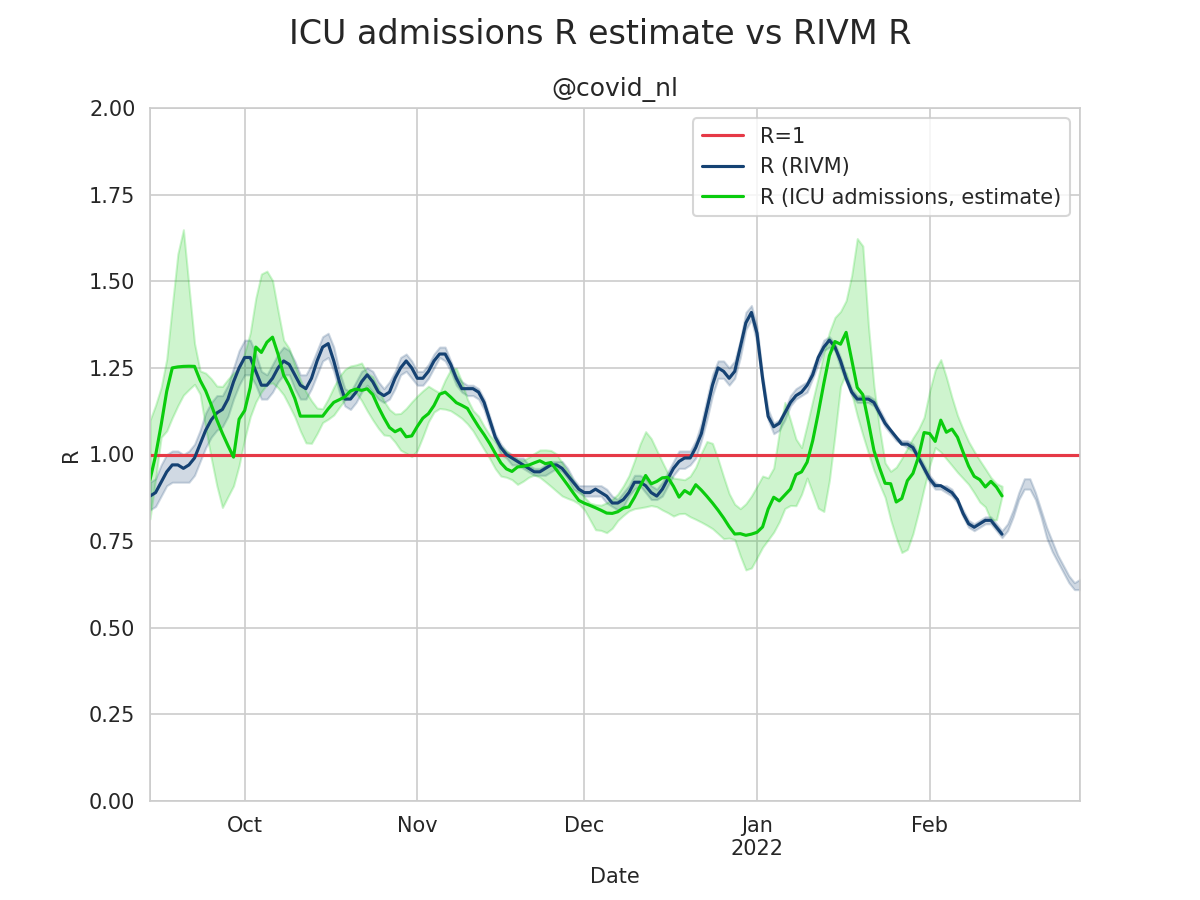 ICU admissions R estimate vs RIVM R
@covid_nl
R=1
R (RIVM)
R (ICU admissions, estimate)
2.00
1.75
1.50
1.25
1.00
0.75
0.50
0.25
0.00
R
Oct
Nov
Dec
Jan
2022
Feb
Date